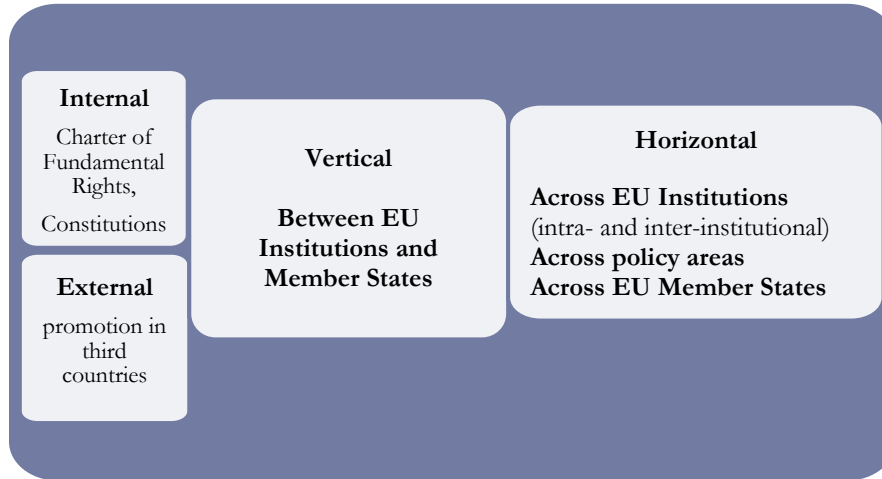 Internal
Charter of
Fundamental
Rights,
Constitutions
External
promotion in
third
countries
Vertical
Between EU
Institutions and
Member States
Horizontal
Across EU Institutions
(intra- and inter-institutional)
Across policy areas
Across EU Member States